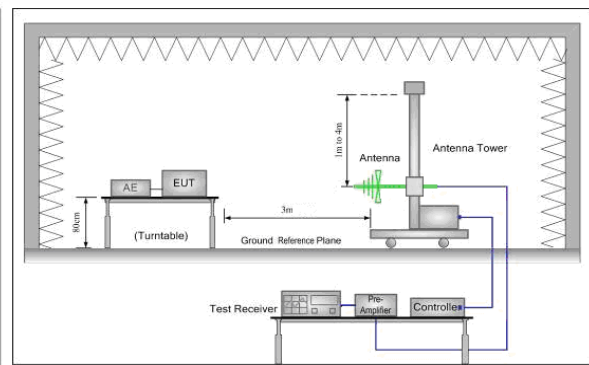 1m to 4m
Antenna
Antenna Tower
AE
EUT
80cm
3m
(Turntable)
Ground Reference Plane
Test Receiver
Pre-
Amplifier
Controller